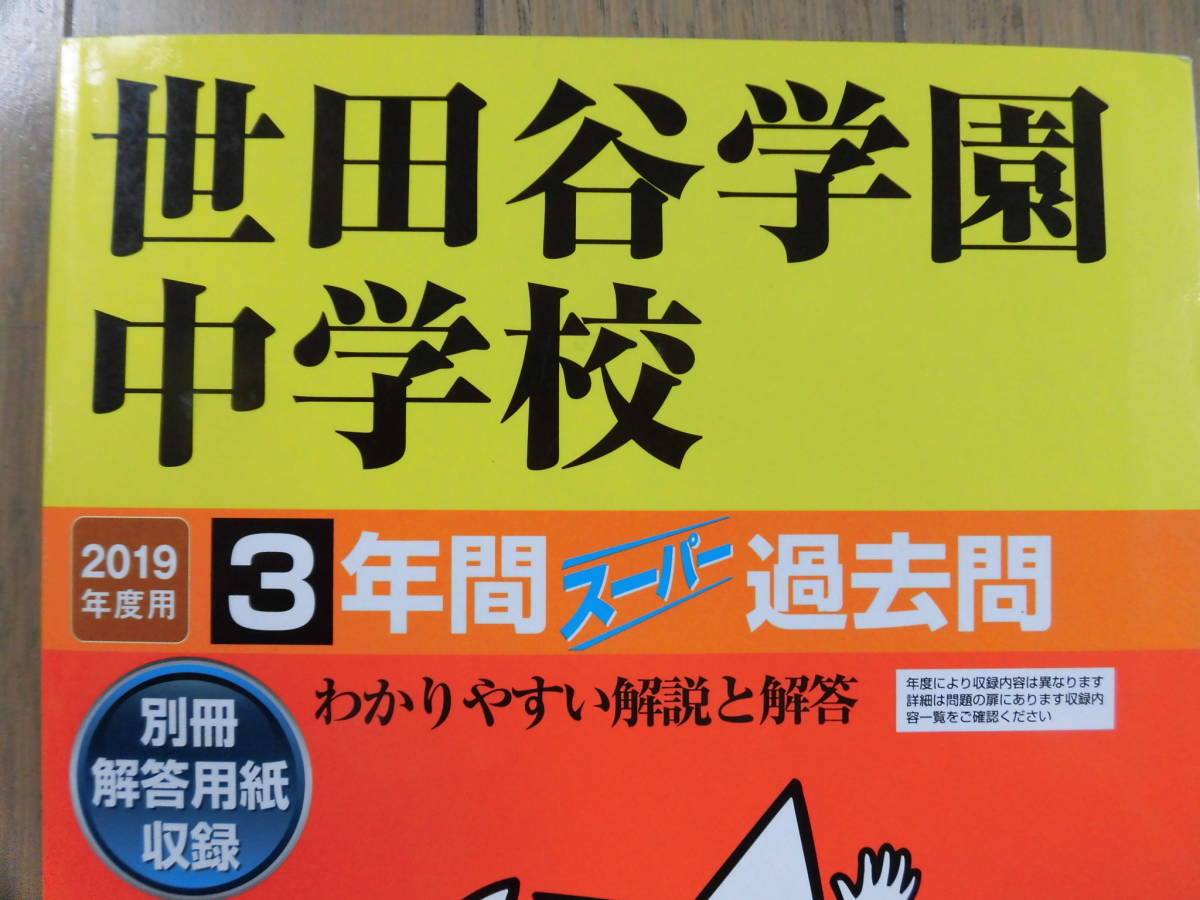 世田谷学園
中学校
2019
年度用
3年間スーパー過去問
わかりやすい解説と解答
年度により収録内容は異なります
詳細は問題の扉にあります収録内
容一覧をご確認ください
別冊
解答用紙
収録